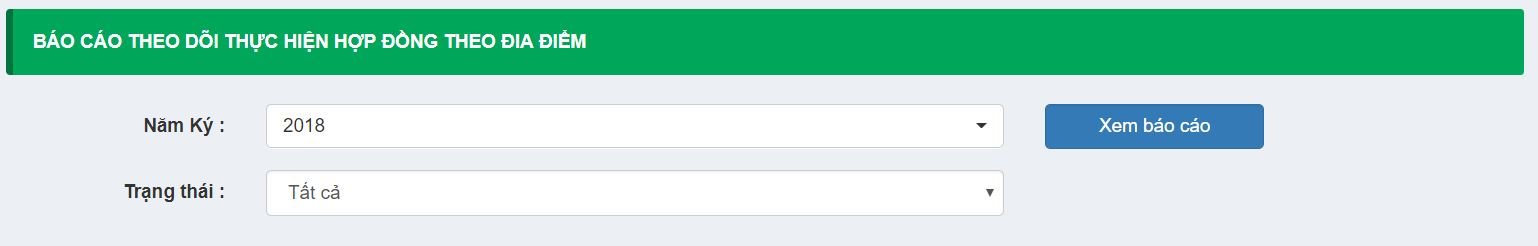 BÁO CÁO THEO DÕI THỰC HIỆN HỢP ĐỒNG THEO ĐIA ĐIỂM
Năm Ký :
2018
Xem báo cáo
Trạng thái :
Tất cả